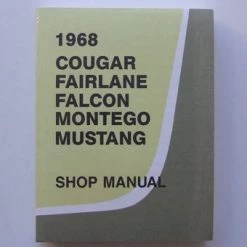 1968
COUGAR
FAIRLANE
FALCON
MONTEGO
MUSTANG
SHOP MANUAL